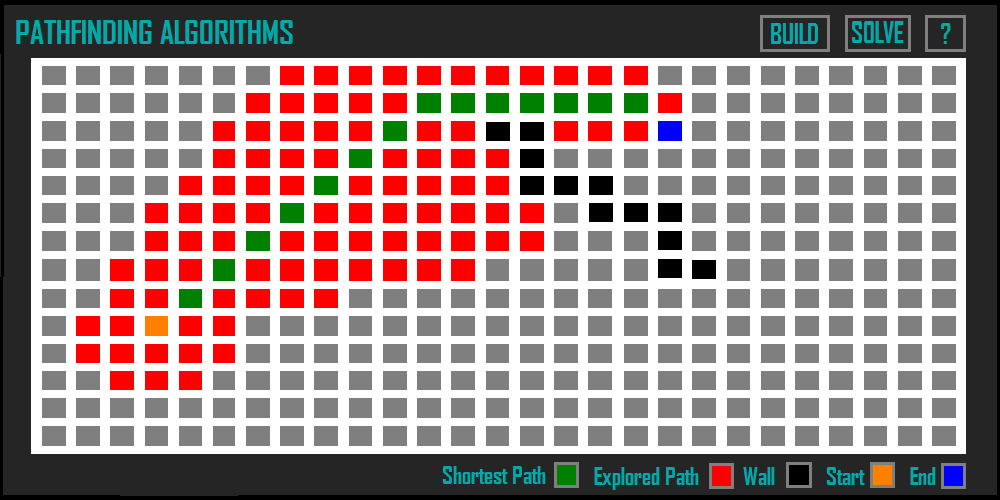 PATHFINDING ALGORITHMS
BUILD
SOLVE
?
Shortest Path
Explored Path
Wall
Start
End